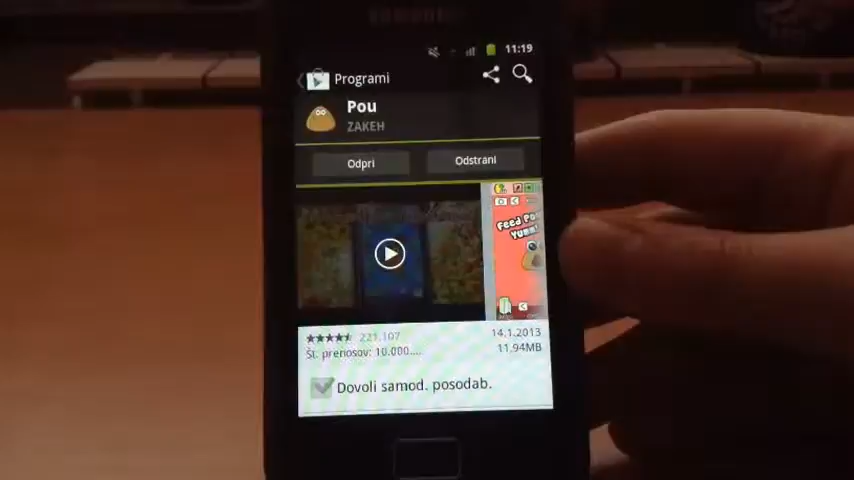 SAMSUNG
11:19
Programi
Pou
ZAKEH
Odpri
Odstrani
Feed Po
Yum!
221,107
14.1.2013
Št. prenosov: 10.000....
11,94MB
Dovoli samod. posodab.